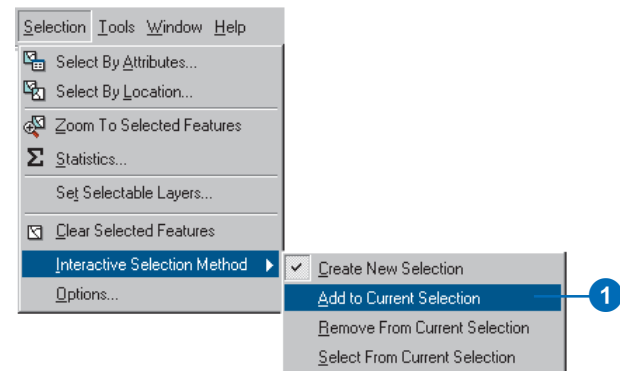 Selection Tools Window Help
Select By Attributes...
Select By Location...
Zoom To Selected Features
Σ Statistics...
Set Selectable Layers...
Clear Selected Features
Interactive Selection Method
Create New Selection
Options...
Add to Current Selection 1
Remove From Current Selection
Select From Current Selection